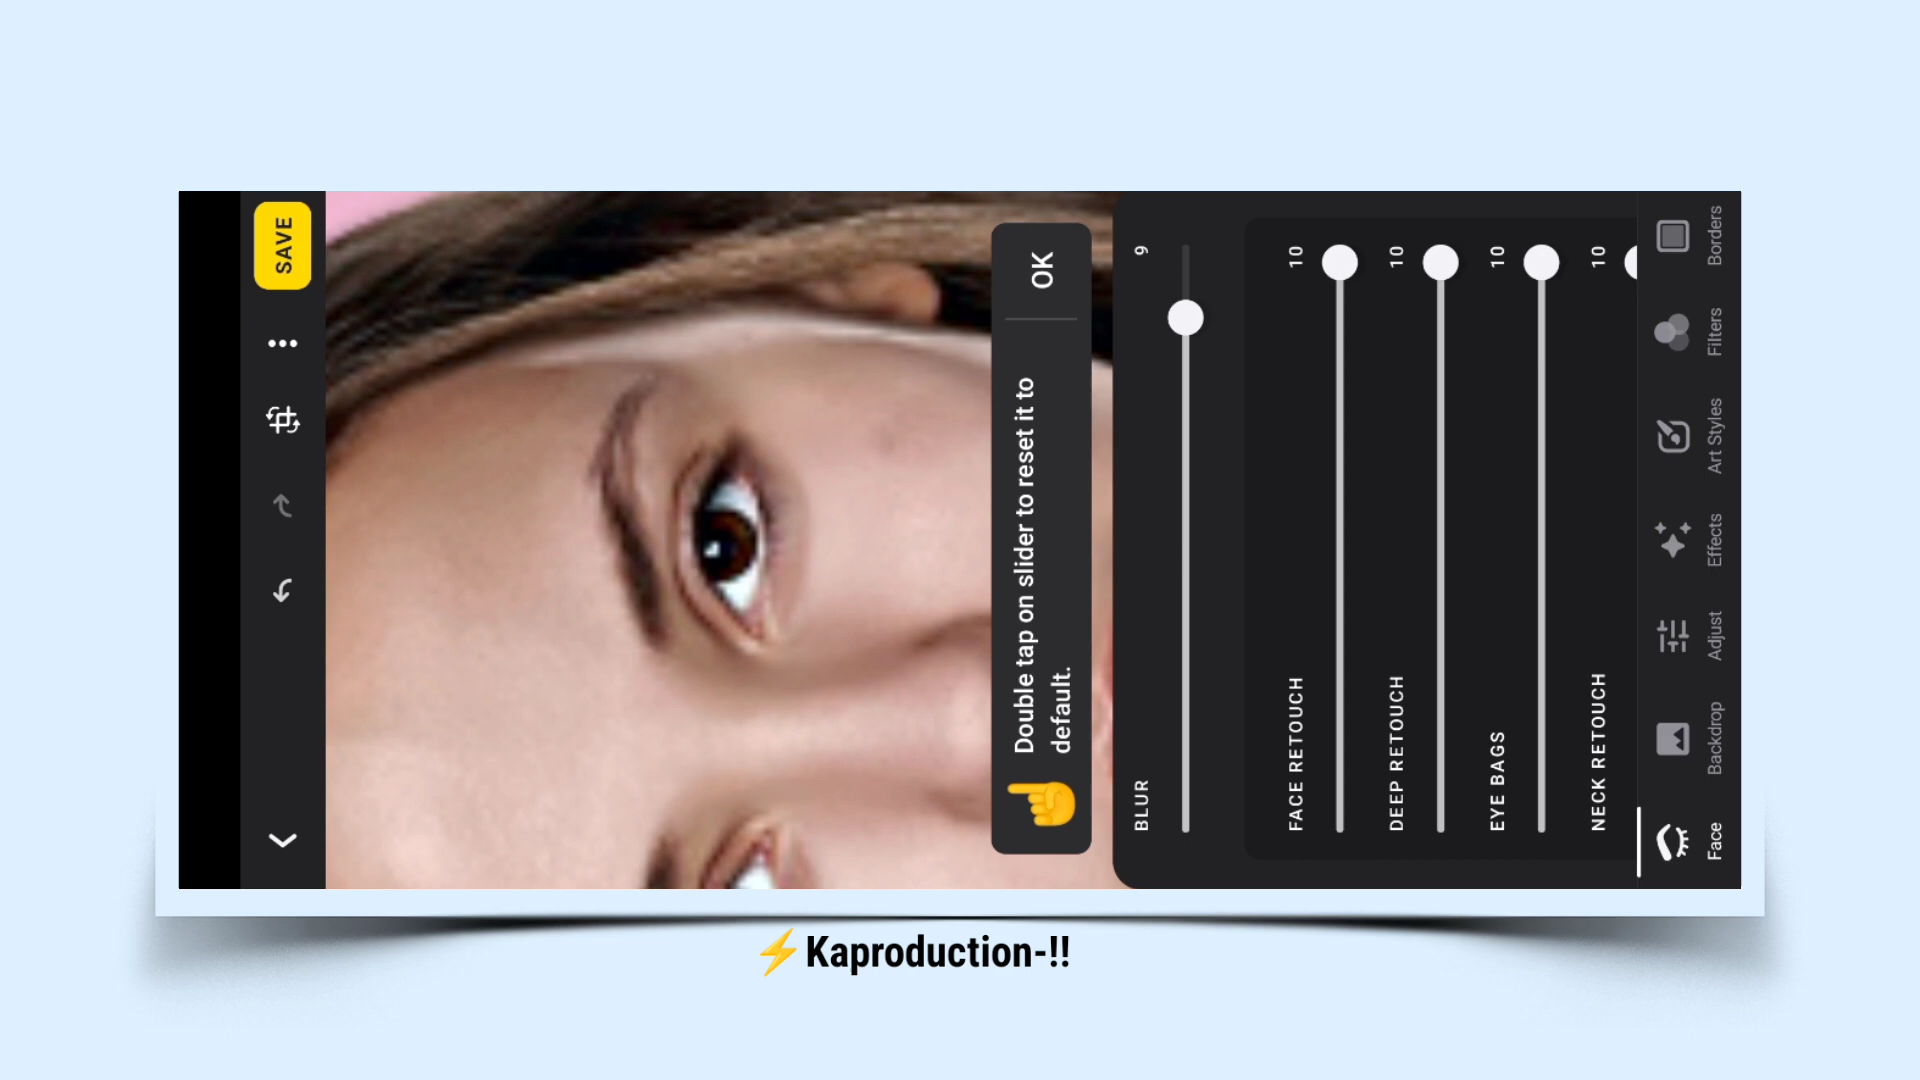 SAVE
👆 Double tap on slider to reset it to
default.
OK
BLUR 9
FACE RETOUCH 10
DEEP RETOUCH 10
EYE BAGS 10
NECK RETOUCH 10
Face
Backdrop
Adjust
Effects
Art Styles
Filters
Borders
⚡Kaproduction-!!